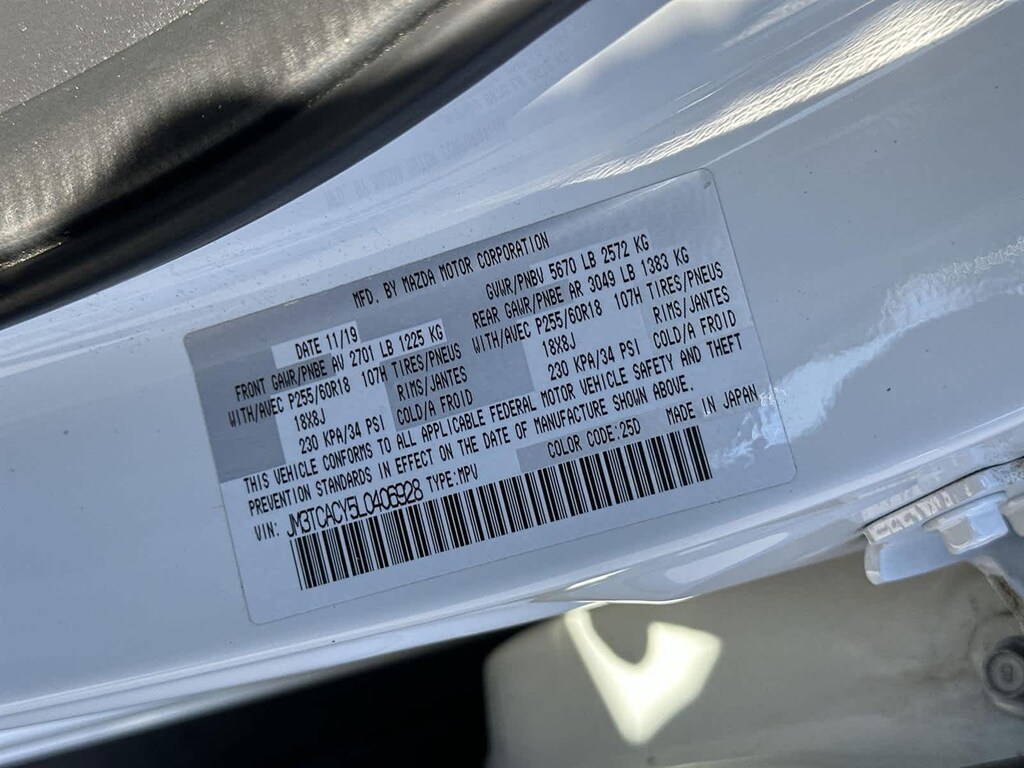 MFD. BY MAZDA MOTOR CORPORATION
DATE 11/19 GVWR/PNBV 5670 LB 2572 KG
FRONT GAWR/PNBE AV 2701 LB 1225 KG REAR GAWR/PNBE AR 3049 LB 1383 KG
WITH/AVEC P255/60R18 107H TIRES/PNEUS WITH/AVEC P255/60R18 107H TIRES/PNEUS
18X8J RIMS/JANTES 18X8J RIMS/JANTES
230 KPA/34 PSI COLD/A FROID 230 KPA/34 PSI COLD/A FROID
THIS VEHICLE CONFORMS TO ALL APPLICABLE FEDERAL MOTOR VEHICLE SAFETY AND THEFT
PREVENTION STANDARDS IN EFFECT ON THE DATE OF MANUFACTURE SHOWN ABOVE.
VIN: JM3TCACY5L0406928 TYPE:MPV COLOR CODE:25D MADE IN JAPAN